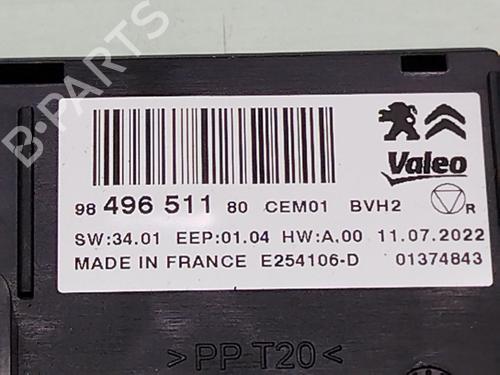 B-PARTS
Valeo
98 496 511 80 CEM01 BVH2
R
SW:34.01 EEP:01.04 HW:A.00 11.07.2022
MADE IN FRANCE E254106-D 01374843
>PP T20<